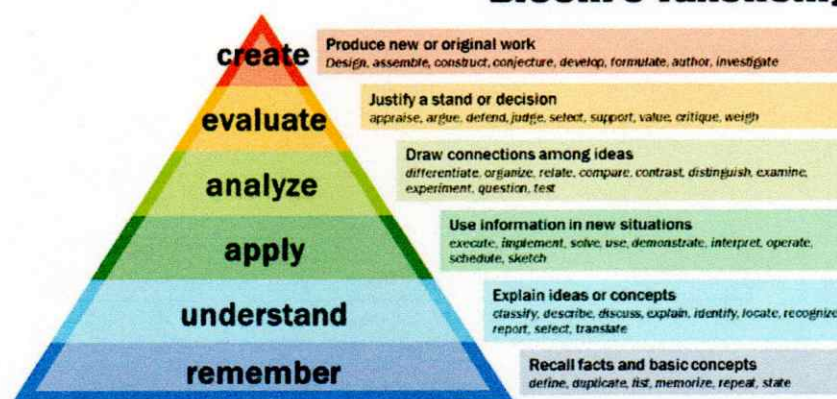 create
Produce new or original work
Design, assemble, construct, conjecture, develop, formulate, author, investigate
evaluate
Justify a stand or decision
appraise, argue, defend, judge, select, support, value, critique, weigh
analyze
Draw connections among ideas
differentiate, organize, relate, compare, contrast, distinguish, examine,
experiment, question, test
apply
Use information in new situations
execute, implement, solve, use, demonstrate, interpret, operate,
schedule, sketch
understand
Explain ideas or concepts
classify, describe, discuss, explain, identify, locate, recognize
report, select, translate
remember
Recall facts and basic concepts
define, duplicate, list, memorize, repeat, state